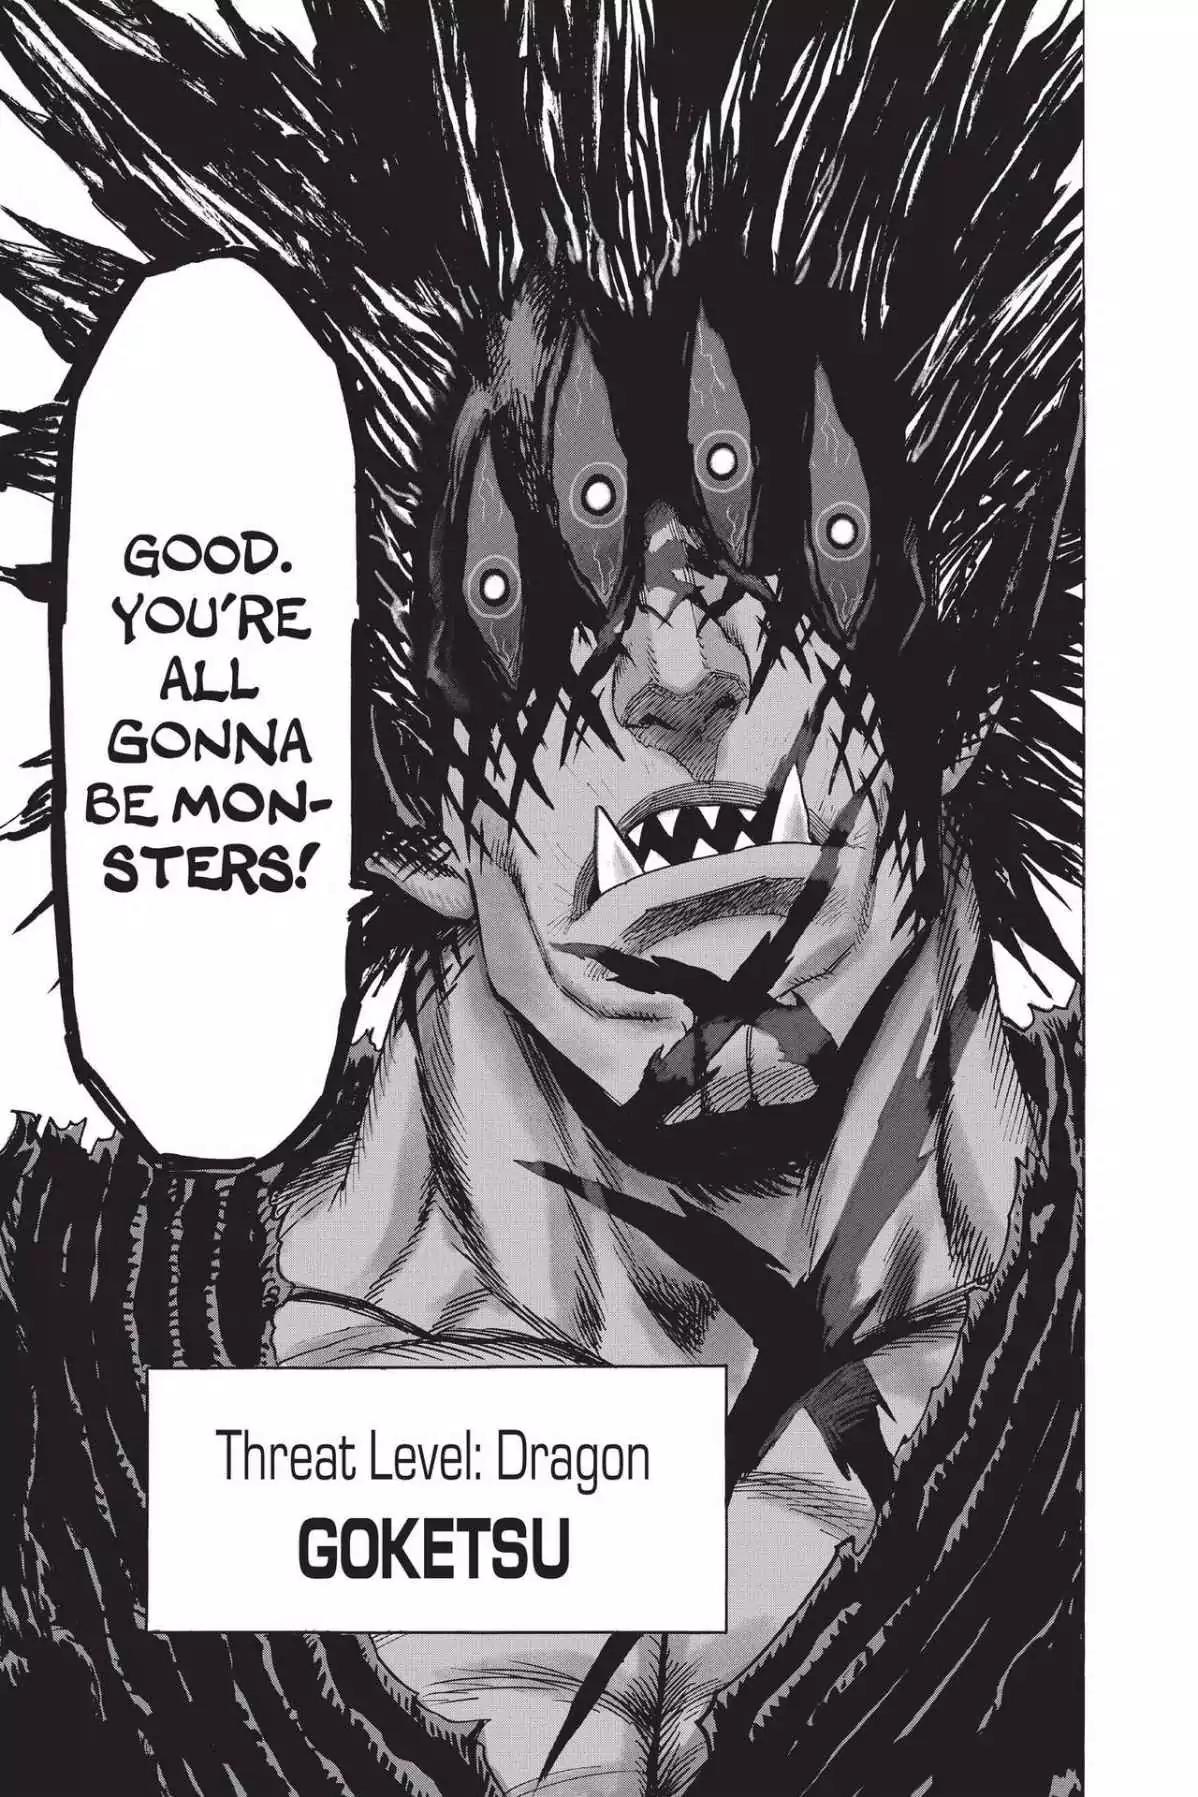 GOOD.
YOU'RE
ALL
GONNA
BE MON-
STERS!
Threat Level: Dragon
GOKETSU